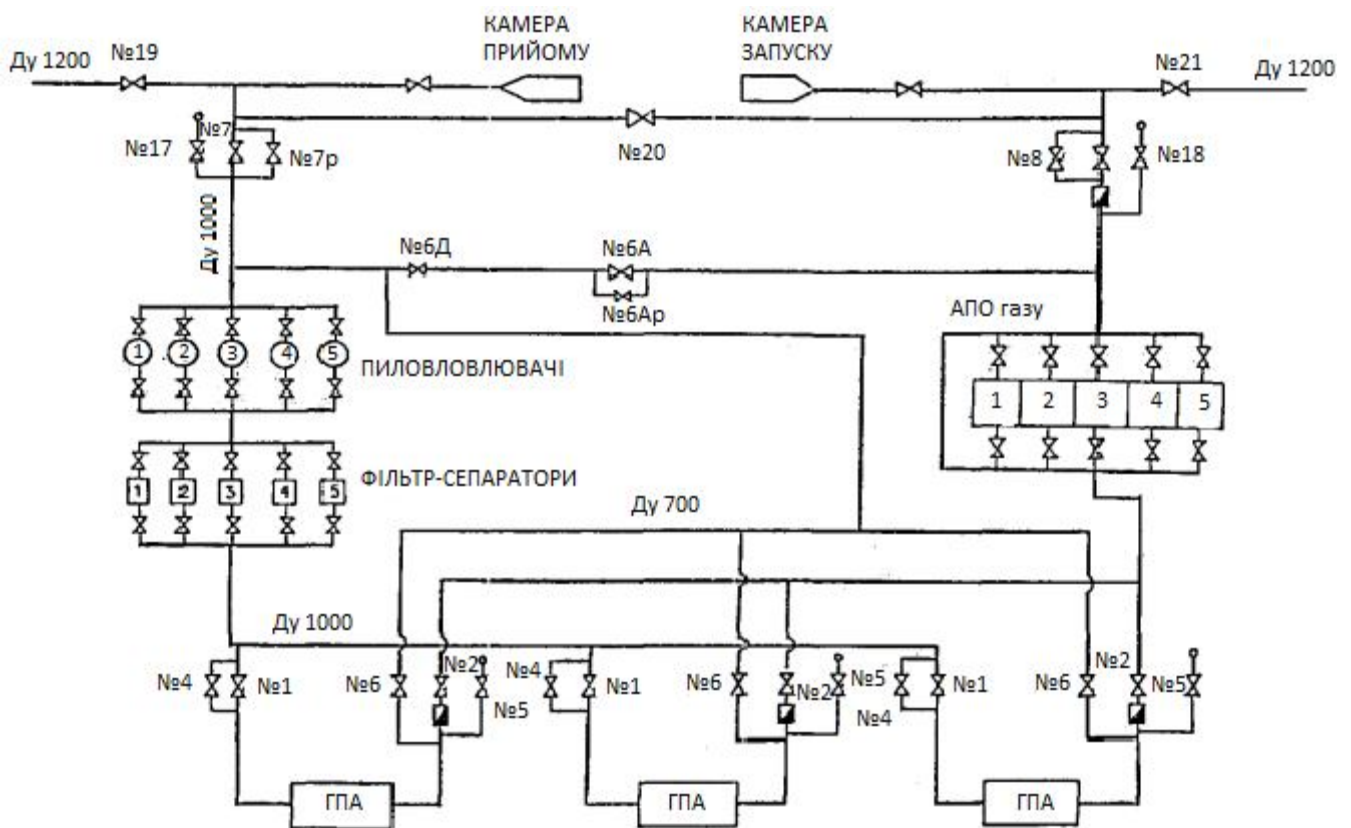 КАМЕРА
ПРИЙОМУ
КАМЕРА
ЗАПУСКУ
Ду 1200
№19
№21
Ду 1200
№17
№7
№7р
№20
№8
№18
Ду 1000
№6Д
№6А
№6Ар
АПО газу
1 2 3 4 5
ПИЛОВЛОВЛЮВАЧІ
1 2 3 4 5
1 2 3 4 5
ФІЛЬТР-СЕПАРАТОРИ
Ду 700
Ду 1000
№4
№1
№6
№2
№5
№4
№1
№6
№2
№5
№4
№1
№6
№2
№5
ГПА
ГПА
ГПА